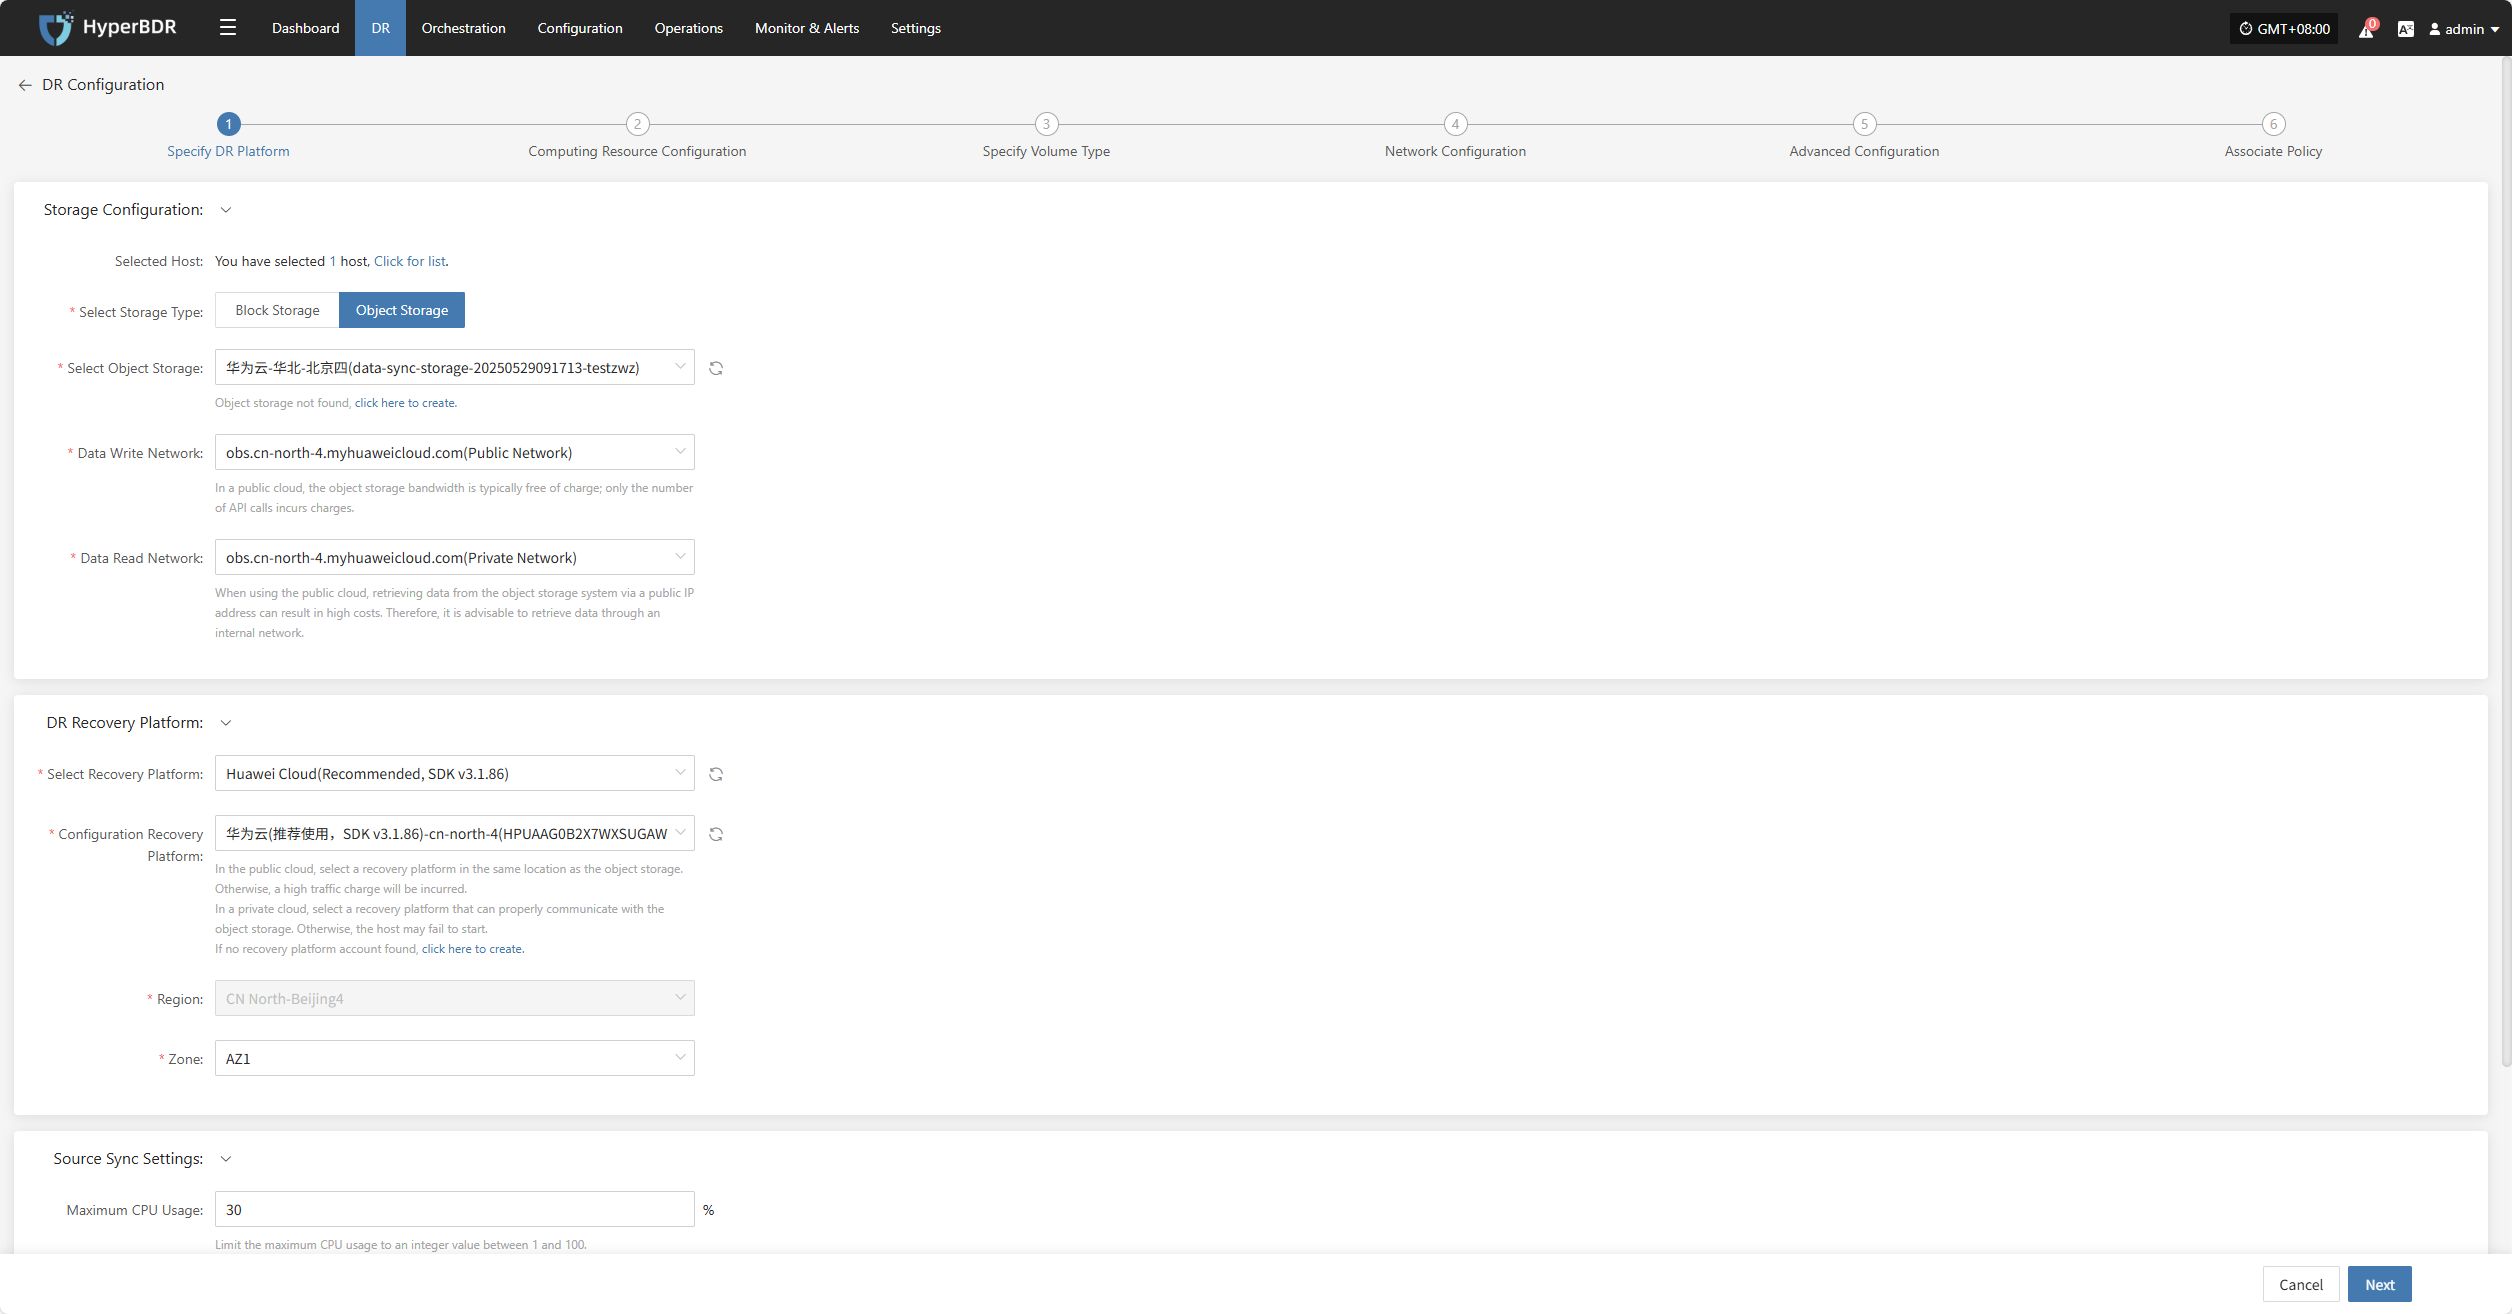 HyperBDR
Dashboard
DR
Orchestration
Configuration
Operations
Monitor & Alerts
Settings
GMT+08:00
0
admin
DR Configuration
1
2
3
4
5
6
Specify DR Platform
Computing Resource Configuration
Specify Volume Type
Network Configuration
Advanced Configuration
Associate Policy
Storage Configuration:
Selected Host: You have selected 1 host, Click for list.
* Select Storage Type: Block Storage Object Storage
* Select Object Storage: 华为云-华北-北京四(data-sync-storage-20250529091713-testzwz)
Object storage not found, click here to create.
* Data Write Network: obs.cn-north-4.myhuaweicloud.com(Public Network)
In a public cloud, the object storage bandwidth is typically free of charge; only the number
of API calls incurs charges.
* Data Read Network: obs.cn-north-4.myhuaweicloud.com(Private Network)
When using the public cloud, retrieving data from the object storage system via a public IP
address can result in high costs. Therefore, it is advisable to retrieve data through an
internal network.
DR Recovery Platform:
* Select Recovery Platform: Huawei Cloud(Recommended, SDK v3.1.86)
* Configuration Recovery
Platform:
华为云(推荐使用，SDK v3.1.86)-cn-north-4(HPUAAG0B2X7WXSUGAW
In the public cloud, select a recovery platform in the same location as the object storage.
Otherwise, a high traffic charge will be incurred.
In a private cloud, select a recovery platform that can properly communicate with the
object storage. Otherwise, the host may fail to start.
If no recovery platform account found, click here to create.
* Region: CN North-Beijing4
* Zone: AZ1
Source Sync Settings:
Maximum CPU Usage: 30 %
Limit the maximum CPU usage to an integer value between 1 and 100.
Cancel
Next